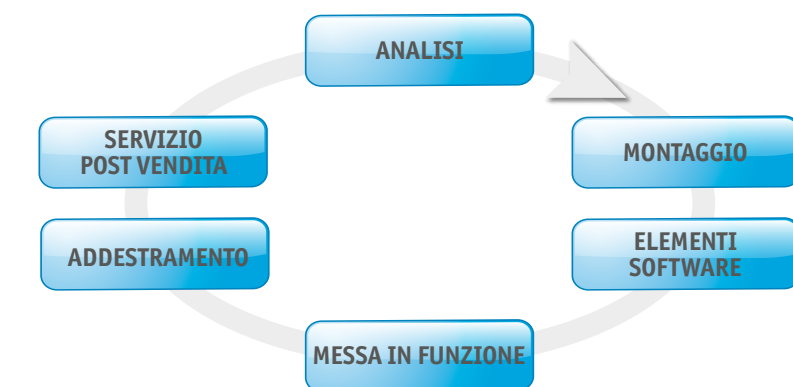 ANALISI
MONTAGGIO
ELEMENTI
SOFTWARE
MESSA IN FUNZIONE
ADDESTRAMENTO
SERVIZIO
POST VENDITA